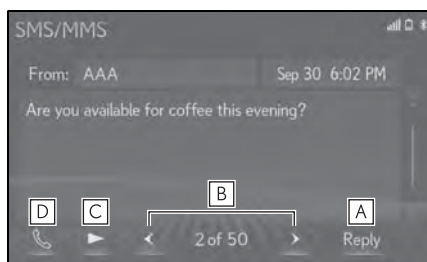 SMS/MMS
From: AAA Sep 30 6:02 PM
Are you available for coffee this evening?
B
D C A
2 of 50 Reply